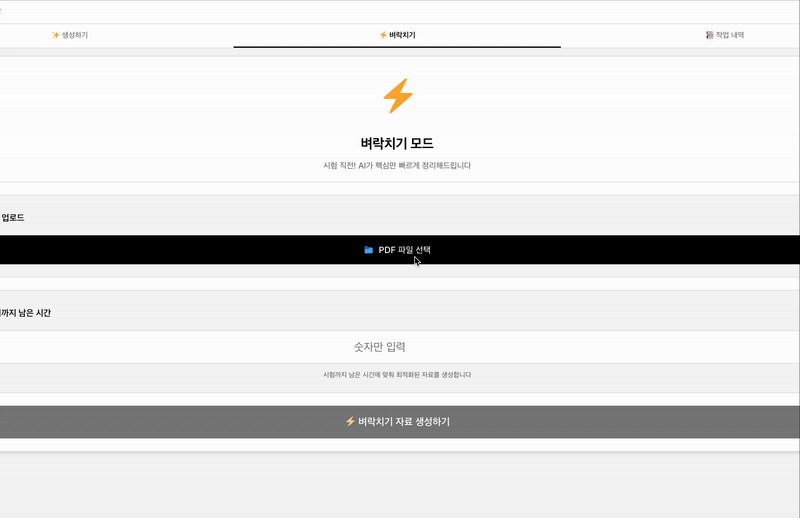 ✨ 생성하기
⚡ 벼락치기
📚 작업 내역
벼락치기 모드
시험 직전! AI가 핵심만 빠르게 정리해드립니다
업로드
📁 PDF 파일 선택
까지 남은 시간
숫자만 입력
시험까지 남은 시간에 맞춰 최적화된 자료를 생성합니다
⚡ 벼락치기 자료 생성하기